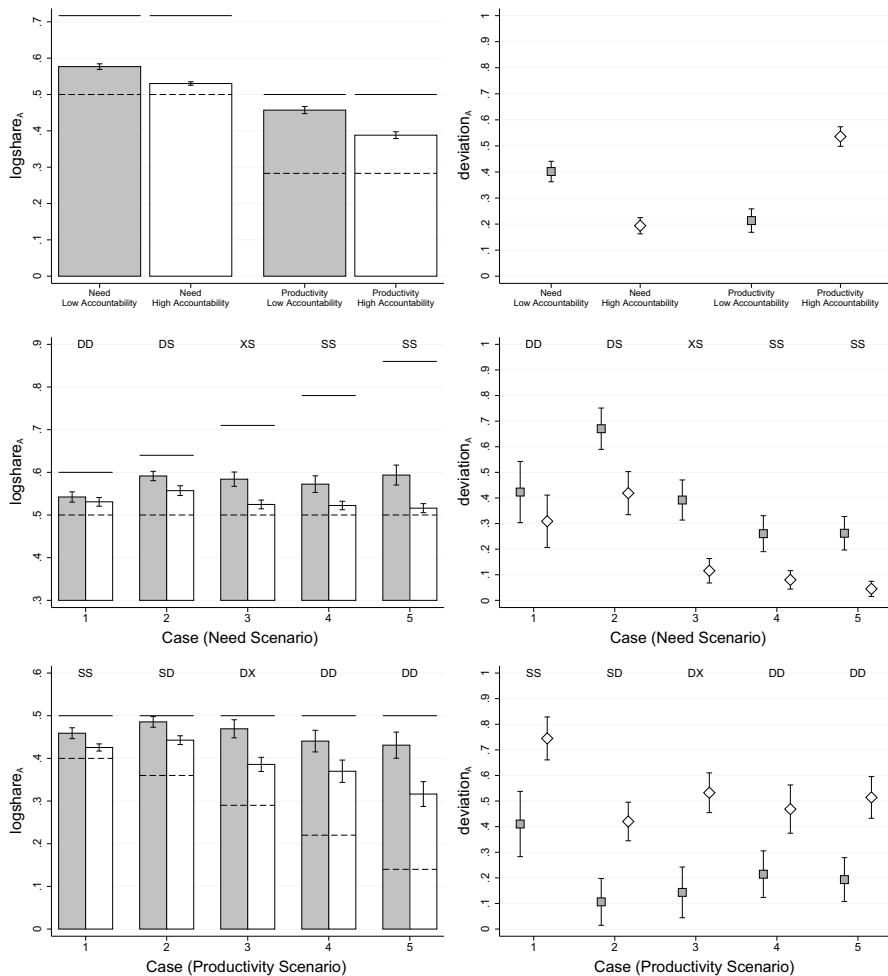 .7
.6
.5
.4
.3
.2
.1
0
logshare_A
Need
Low Accountability
Need
High Accountability
Productivity
Low Accountability
Productivity
High Accountability
1
.9
.8
.7
.6
.5
.4
.3
.2
.1
0
deviation_A
Need
Low Accountability
Need
High Accountability
Productivity
Low Accountability
Productivity
High Accountability
.9
.8
.7
.6
.5
.4
.3
logshare_A
DD DS XS SS SS
1 2 3 4 5
Case (Need Scenario)
1
.9
.8
.7
.6
.5
.4
.3
.2
.1
0
deviation_A
DD DS XS SS SS
1 2 3 4 5
Case (Need Scenario)
.6
.5
.4
.3
.2
.1
0
logshare_A
SS SD DX DD DD
1 2 3 4 5
Case (Productivity Scenario)
1
.9
.8
.7
.6
.5
.4
.3
.2
.1
0
deviation_A
SS SD DX DD DD
1 2 3 4 5
Case (Productivity Scenario)